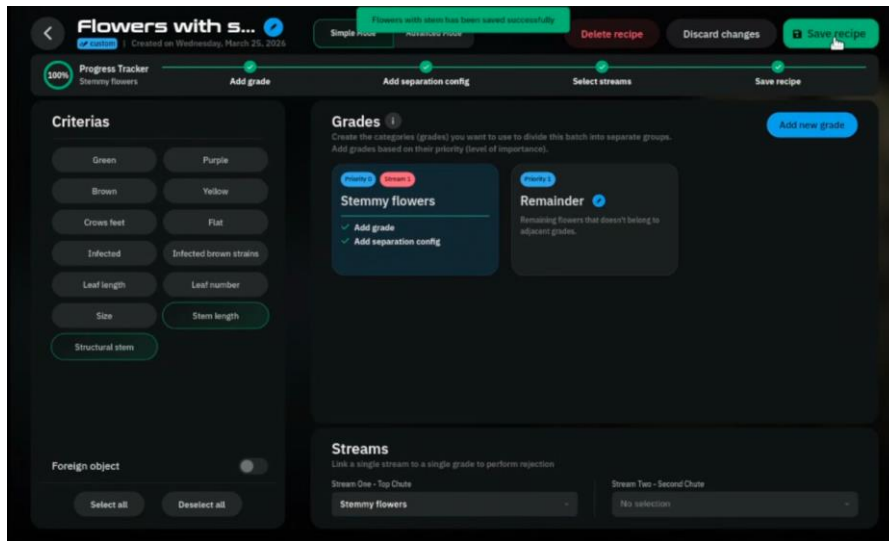 Flowers with s...
custom | Created on Wednesday, March 25, 2026
Simple Mode
Advanced Mode
Flowers with stem has been saved successfully
Delete recipe
Discard changes
Save recipe
100%
Progress Tracker
Stemmy flowers
Add grade
Add separation config
Select streams
Save recipe
Criterias
Green
Purple
Brown
Yellow
Crows feet
Flat
Infected
Infected brown strains
Leaf length
Leaf number
Size
Stem length
Structural stem
Foreign object
Select all
Deselect all
Grades i
Create the categories (grades) you want to use to divide this batch into separate groups.
Add grades based on their priority (level of importance).
Add new grade
Priority 0
Stream 1
Stemmy flowers
Add grade
Add separation config
Priority 1
Remainder
Remaining flowers that doesn't belong to
adjacant grades.
Streams
Link a single stream to a single grade to perform rejection
Stream One - Top Chute
Stemmy flowers
Stream Two - Second Chute
No selection